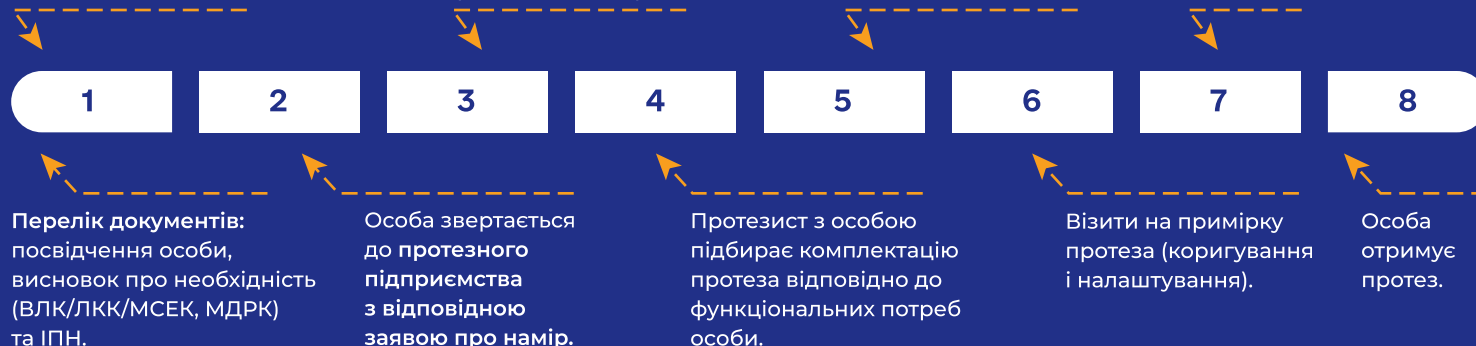 1 2 3 4 5 6 7 8
Перелік документів:
посвідчення особи,
висновок про необхідність
(ВЛК/ЛКК/МСЕК, МДРК)
та ІПН.
Особа звертається
до протезного
підприємства
з відповідною
заявою про намір.
Протезист з особою
підбирає комплектацію
протеза відповідно до
функціональних потреб
особи.
Візити на примірку
протеза (коригування
і налаштування).
Особа
отримує
протез.